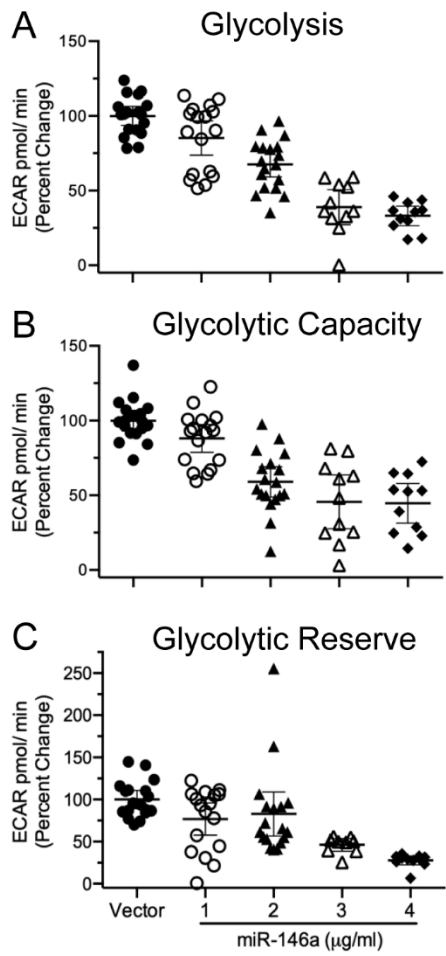 A Glycolysis
ECAR pmol/ min
(Percent Change)
150
100
50
0
B Glycolytic Capacity
ECAR pmol/ min
(Percent Change)
150
100
50
0
C Glycolytic Reserve
ECAR pmol/ min
(Percent Change)
250
200
150
100
50
0
Vector 1 2 3 4
miR-146a (µg/ml)